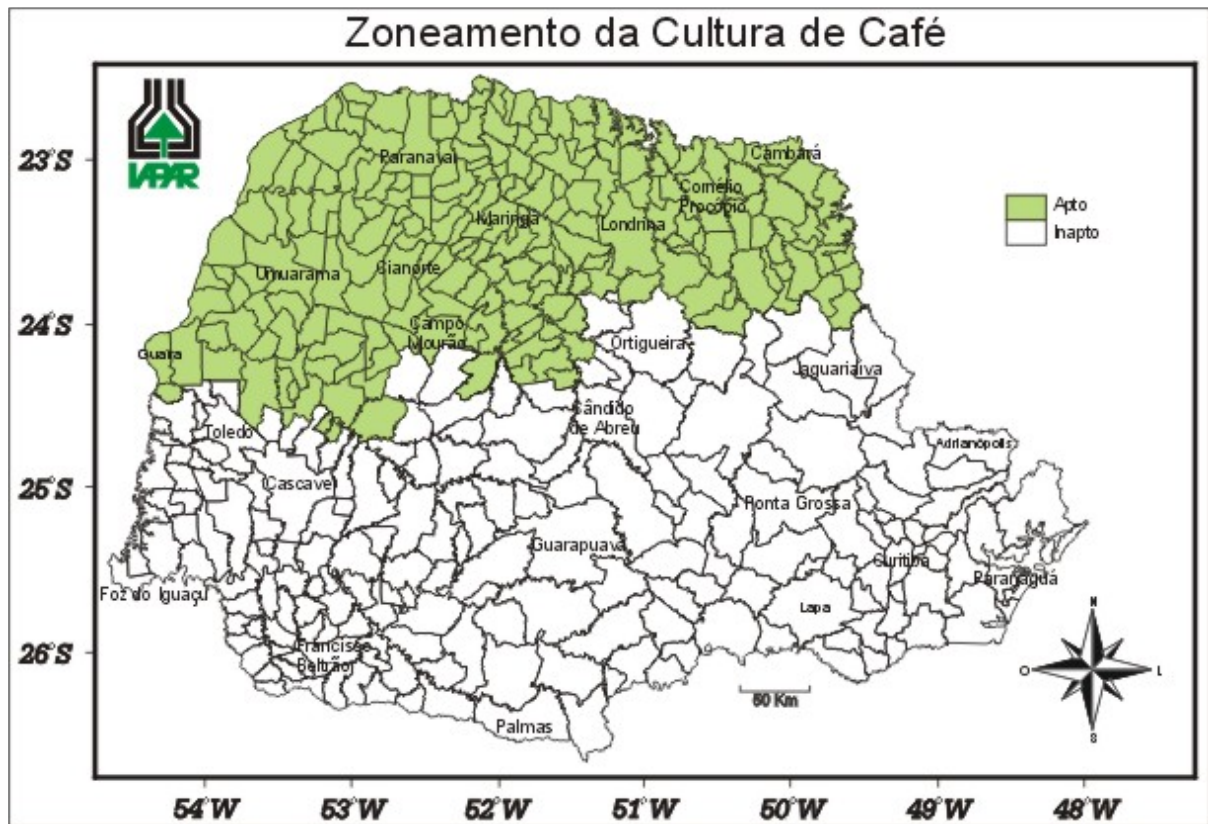 Zoneamento da Cultura de Café
IAPAR
23°S
24°S
25°S
26°S
Paranavaí
Cambará
Cornélio
Procópio
Maringá
Londrina
Umuarama
Cianorte
Campo
Mourão
Guaíra
Ortigueira
Jaguariaíva
Cândido
de Abreu
Toledo
Adrianópolis
Cascavel
Ponta Grossa
Guarapuava
Curitiba
Paranaguá
Foz do Iguaçu
Lapa
Francisco
Beltrão
Palmas
Apto
Inapto
N
O
L
S
50 Km
54°W
53°W
52°W
51°W
50°W
49°W
48°W